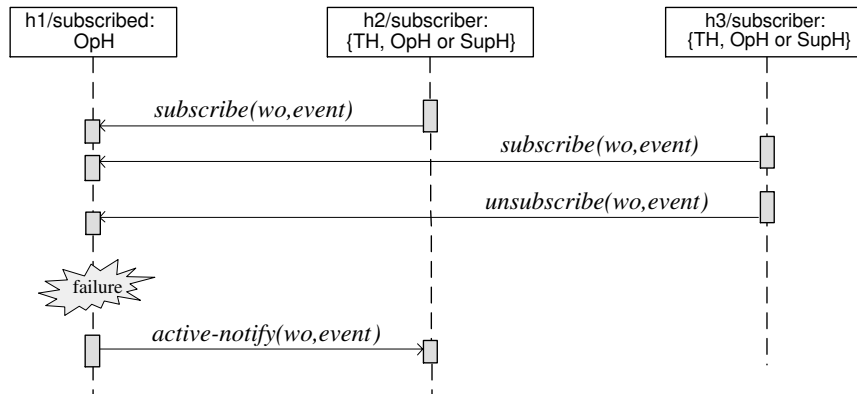 h1/subscribed:
OpH
h2/subscriber:
{TH, OpH or SupH}
h3/subscriber:
{TH, OpH or SupH}
subscribe(wo,event)
subscribe(wo,event)
unsubscribe(wo,event)
failure
active-notify(wo,event)